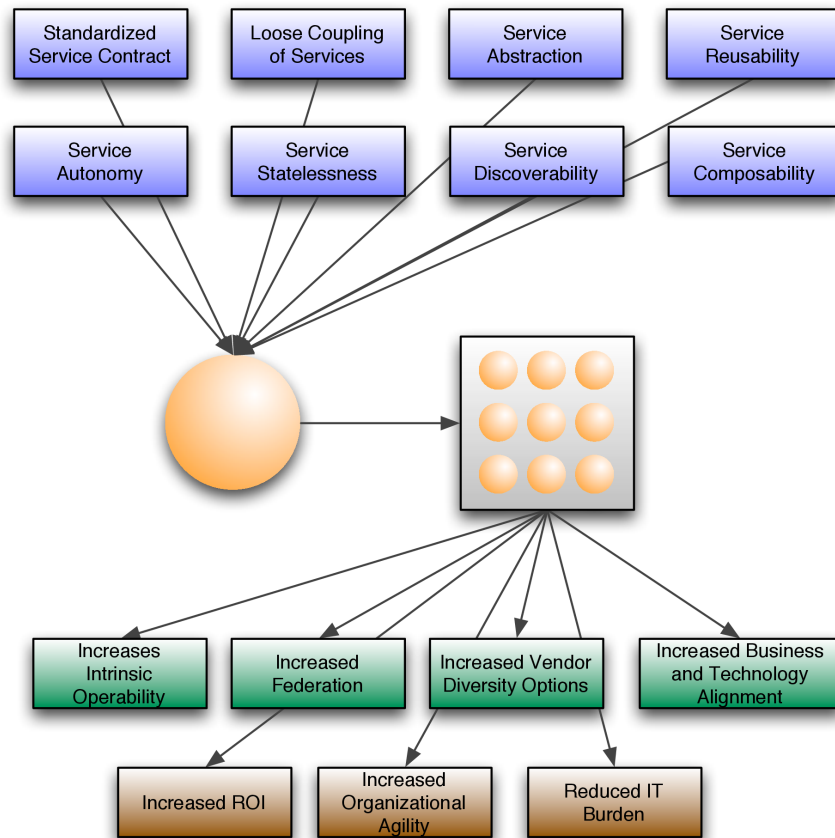 Standardized
Service Contract
Loose Coupling
of Services
Service
Abstraction
Service
Reusability
Service
Autonomy
Service
Statelessness
Service
Discoverability
Service
Composability
Increases
Intrinsic
Operability
Increased
Federation
Increased Vendor
Diversity Options
Increased Business
and Technology
Alignment
Increased ROI
Increased
Organizational
Agility
Reduced IT
Burden